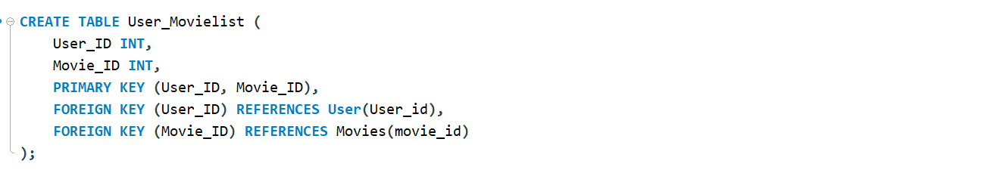 CREATE TABLE User_Movielist (
User_ID INT,
Movie_ID INT,
PRIMARY KEY (User_ID, Movie_ID),
FOREIGN KEY (User_ID) REFERENCES User(User_id),
FOREIGN KEY (Movie_ID) REFERENCES Movies(movie_id)
);